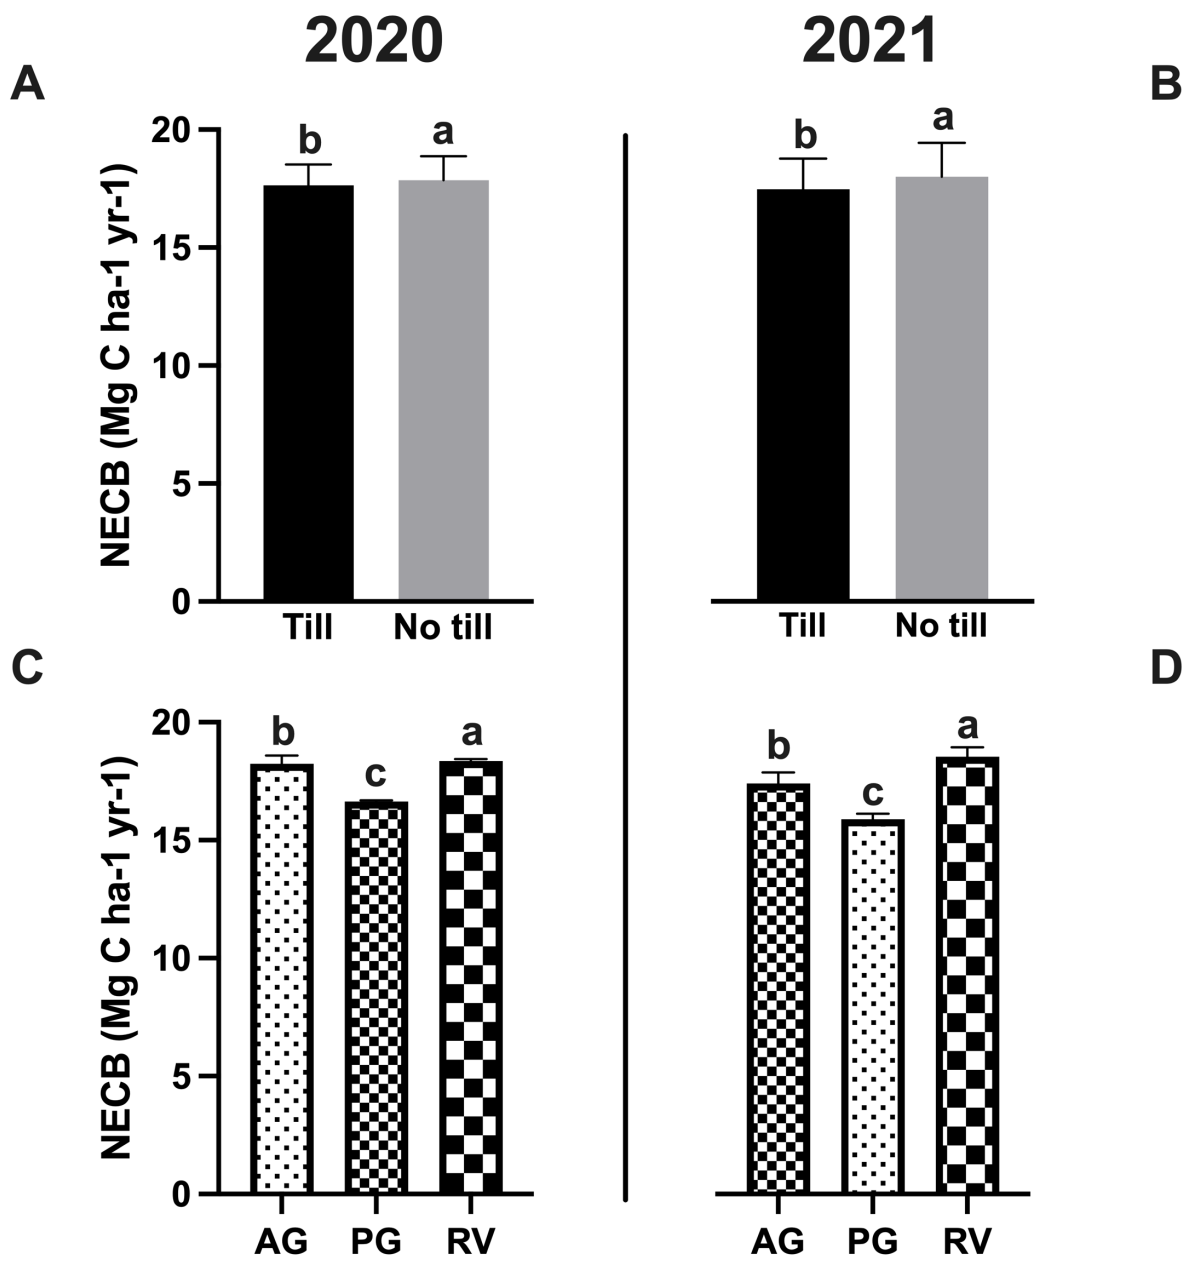 2020
2021
A
B
b
a
b
a
20
15
10
5
0
NECB (Mg C ha-1 yr-1)
Till
No till
Till
No till
C
D
b
c
a
b
c
a
20
15
10
5
0
NECB (Mg C ha-1 yr-1)
AG
PG
RV
AG
PG
RV